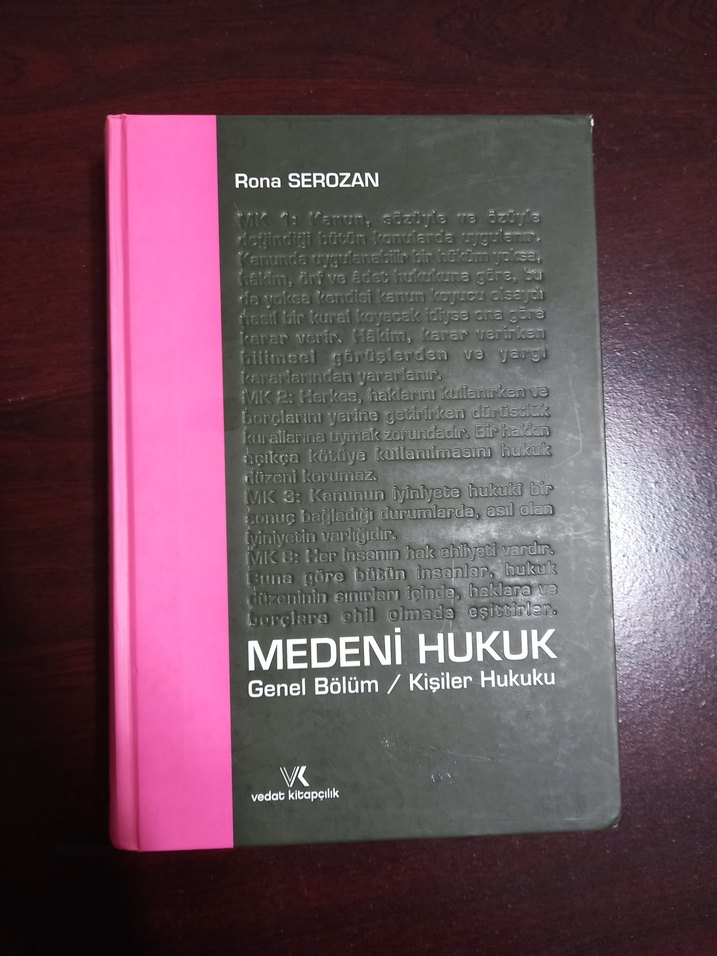 Rona SEROZAN
MK 1: Kanun, sözüyle ve özüyle
değindiği bütün konularda uygulanır.
Kanunda uygulanabilir bir hüküm yoksa,
hâkim, örf ve âdet hukukuna göre, bu
da yoksa kendisi kanun koyucu olsaydı
nasıl bir kural koyacak idiyse ona göre
karar verir. Hâkim, karar verirken
bilimsel görüşlerden ve yargı
kararlarından yararlanır.
MK 2: Herkes, haklarını kullanırken ve
borçlarını yerine getirirken dürüstlük
kurallarına uymak zorundadır. Bir hakkın
açıkça kötüye kullanılmasını hukuk
düzeni korumaz.
MK 3: Kanunun iyiniyete hukukî bir
sonuç bağladığı durumlarda, asıl olan
iyiniyetin varlığıdır.
MK 8: Her insanın hak ehliyeti vardır.
Buna göre bütün insanlar, hukuk
düzeninin sınırları içinde, haklara ve
borçlara ehil olmada eşittirler.
MEDENİ HUKUK
Genel Bölüm / Kişiler Hukuku
VK
vedat kitapçılık